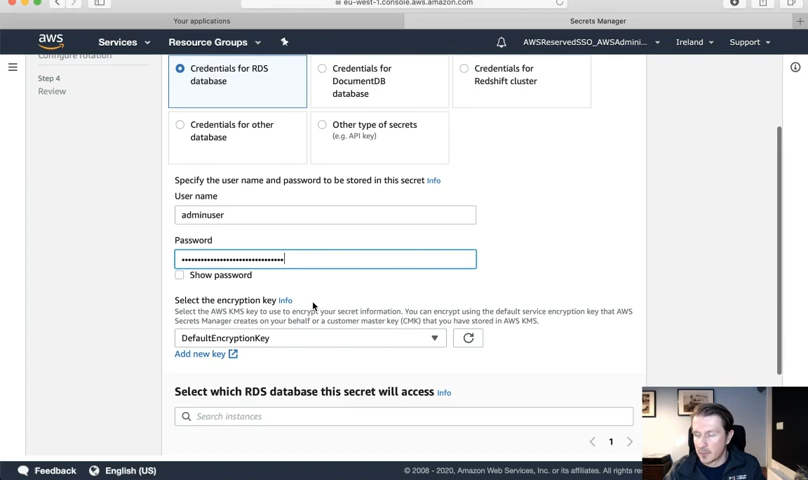 eu-west-1.console.aws.amazon.com
Your applications
Secrets Manager
aws
Services
Resource Groups
AWSReservedSSO_AWSAdmini...
Ireland
Support
Configure rotation
Step 4
Review
Credentials for RDS
database
Credentials for
DocumentDB
database
Credentials for
Redshift cluster
Credentials for other
database
Other type of secrets
(e.g. API key)
Specify the user name and password to be stored in this secret Info
User name
adminuser
Password
Show password
Select the encryption key Info
Select the AWS KMS key to use to encrypt your secret information. You can encrypt using the default service encryption key that AWS
Secrets Manager creates on your behalf or a customer master key (CMK) that you have stored in AWS KMS.
DefaultEncryptionKey
Add new key
Select which RDS database this secret will access Info
Search instances
1
Feedback
English (US)
© 2008 - 2020, Amazon Web Services, Inc. or its affiliates. All rights re